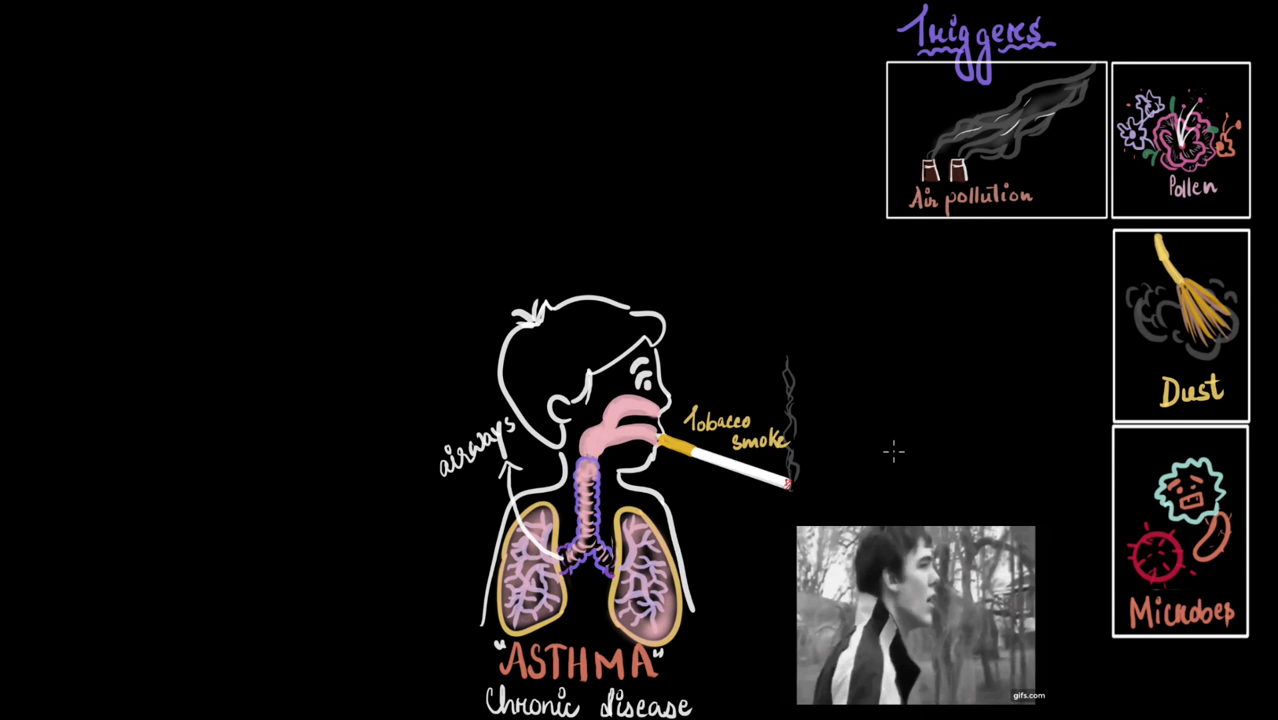 Triggers
Air pollution
Pollen
Dust
airways
Tobacco
smoke
Microbes
"ASTHMA"
Chronic disease
gifs.com